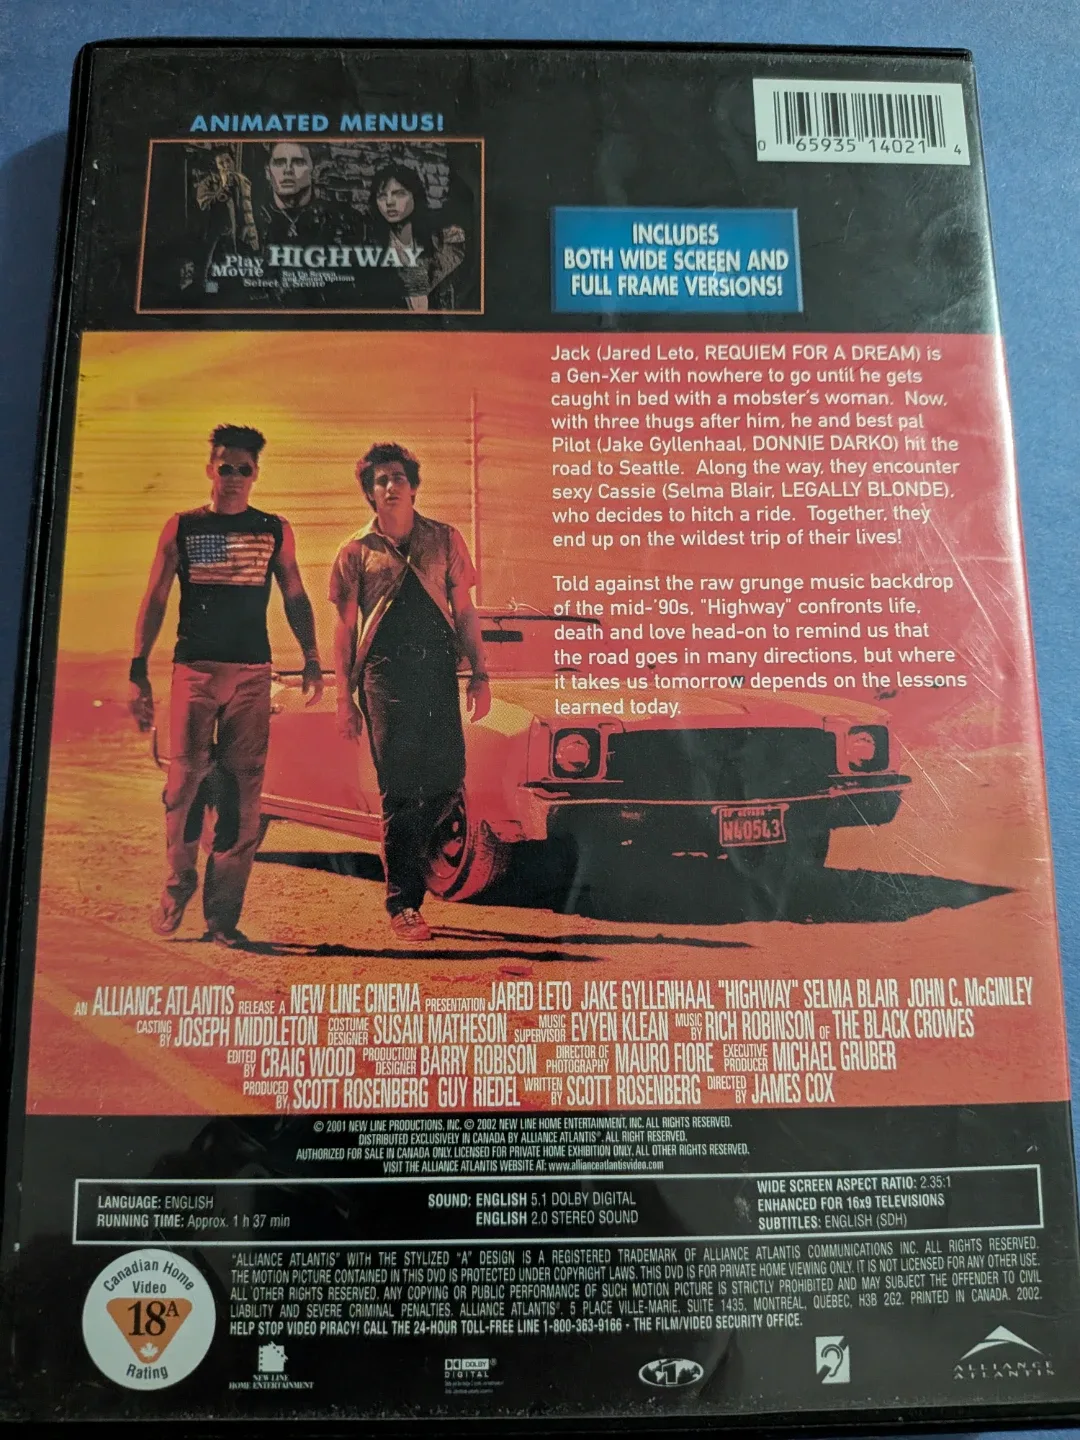 ANIMATED MENUS!
HIGHWAY
Play
Movie
Set Up Screen
and Sound Options
Select a Scene
0 65935 14021 4
INCLUDES
BOTH WIDE SCREEN AND
FULL FRAME VERSIONS!
Jack (Jared Leto, REQUIEM FOR A DREAM) is
a Gen-Xer with nowhere to go until he gets
caught in bed with a mobster's woman. Now,
with three thugs after him, he and best pal
Pilot (Jake Gyllenhaal, DONNIE DARKO) hit the
road to Seattle. Along the way, they encounter
sexy Cassie (Selma Blair, LEGALLY BLONDE),
who decides to hitch a ride. Together, they
end up on the wildest trip of their lives!
Told against the raw grunge music backdrop
of the mid-'90s, "Highway" confronts life,
death and love head-on to remind us that
the road goes in many directions, but where
it takes us tomorrow depends on the lessons
learned today.
W40543
AN ALLIANCE ATLANTIS RELEASE A NEW LINE CINEMA PRESENTATION JARED LETO JAKE GYLLENHAAL "HIGHWAY" SELMA BLAIR JOHN C. McGINLEY
CASTING BY JOSEPH MIDDLETON COSTUME DESIGNER SUSAN MATHESON MUSIC SUPERVISOR EVYEN KLEAN MUSIC BY RICH ROBINSON OF THE BLACK CROWES
EDITED BY CRAIG WOOD PRODUCTION DESIGNER BARRY ROBISON DIRECTOR OF PHOTOGRAPHY MAURO FIORE EXECUTIVE PRODUCER MICHAEL GRUBER
PRODUCED BY SCOTT ROSENBERG GUY RIEDEL WRITTEN BY SCOTT ROSENBERG DIRECTED BY JAMES COX
© 2001 NEW LINE PRODUCTIONS, INC. © 2002 NEW LINE HOME ENTERTAINMENT, INC. ALL RIGHTS RESERVED.
DISTRIBUTED EXCLUSIVELY IN CANADA BY ALLIANCE ATLANTIS®. ALL RIGHT RESERVED.
AUTHORIZED FOR SALE IN CANADA ONLY. LICENSED FOR PRIVATE HOME EXHIBITION ONLY. ALL OTHER RIGHTS RESERVED.
VISIT THE ALLIANCE ATLANTIS WEBSITE AT: www.allianceatlantisvideo.com
LANGUAGE: ENGLISH
RUNNING TIME: Approx. 1 h 37 min
SOUND: ENGLISH 5.1 DOLBY DIGITAL
ENGLISH 2.0 STEREO SOUND
WIDE SCREEN ASPECT RATIO: 2.35:1
ENHANCED FOR 16x9 TELEVISIONS
SUBTITLES: ENGLISH (SDH)
Canadian Home
Video
18A
Rating
"ALLIANCE ATLANTIS" WITH THE STYLIZED "A" DESIGN IS A REGISTERED TRADEMARK OF ALLIANCE ATLANTIS COMMUNICATIONS INC. ALL RIGHTS RESERVED.
THE MOTION PICTURE CONTAINED IN THIS DVD IS PROTECTED UNDER COPYRIGHT LAWS. THIS DVD IS FOR PRIVATE HOME VIEWING ONLY. IT IS NOT LICENSED FOR ANY OTHER USE.
ALL OTHER RIGHTS RESERVED. ANY COPYING OR PUBLIC PERFORMANCE OF SUCH MOTION PICTURE IS STRICTLY PROHIBITED AND MAY SUBJECT THE OFFENDER TO CIVIL
LIABILITY AND SEVERE CRIMINAL PENALTIES. ALLIANCE ATLANTIS®. 5 PLACE VILLE-MARIE, SUITE 1435, MONTREAL, QUEBEC, H3B 2G2. PRINTED IN CANADA. 2002.
HELP STOP VIDEO PIRACY! CALL THE 24-HOUR TOLL-FREE LINE 1-800-363-9166 - THE FILM/VIDEO SECURITY OFFICE.
NEW LINE
HOME ENTERTAINMENT
DOLBY
DIGITAL
ALLIANCE
ATLANTIS